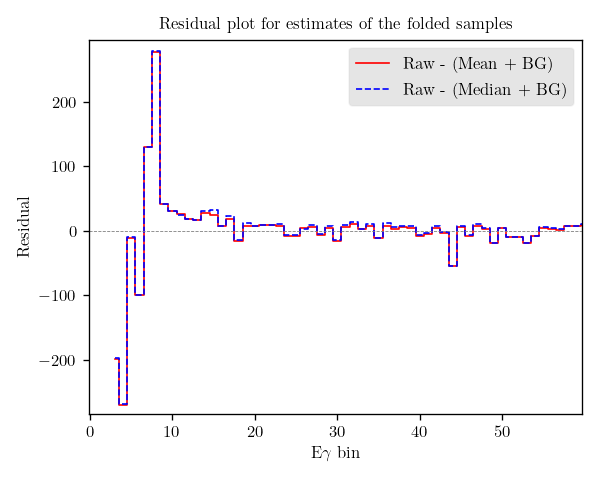 Residual plot for estimates of the folded samples
Raw - (Mean + BG)
Raw - (Median + BG)
200
100
0
−100
−200
Residual
0
10
20
30
40
50
Eγ bin